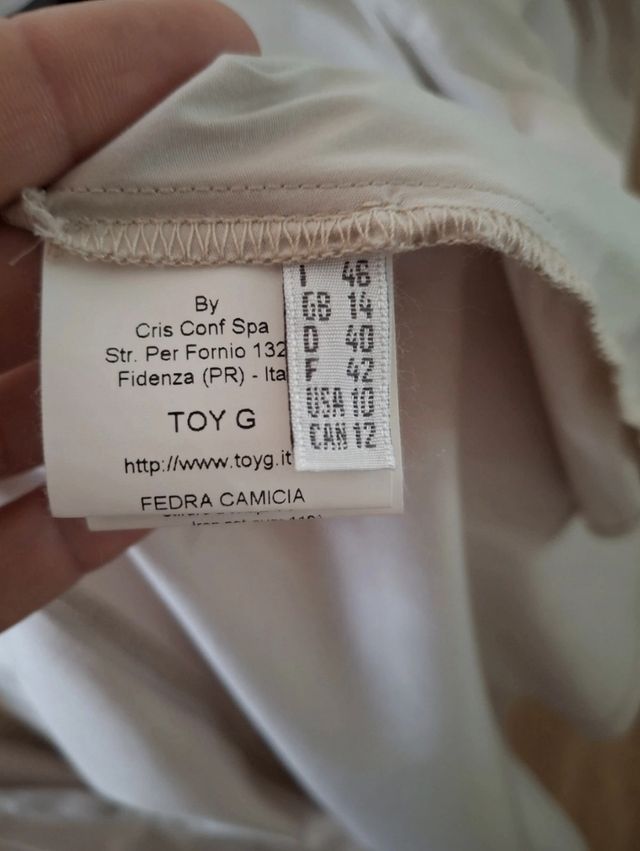 By
Cris Conf Spa
Str. Per Fornio 132
Fidenza (PR) - Ita
TOY G
http://www.toyg.it
FEDRA CAMICIA
I 46
GB 14
D 40
F 42
USA 10
CAN 12